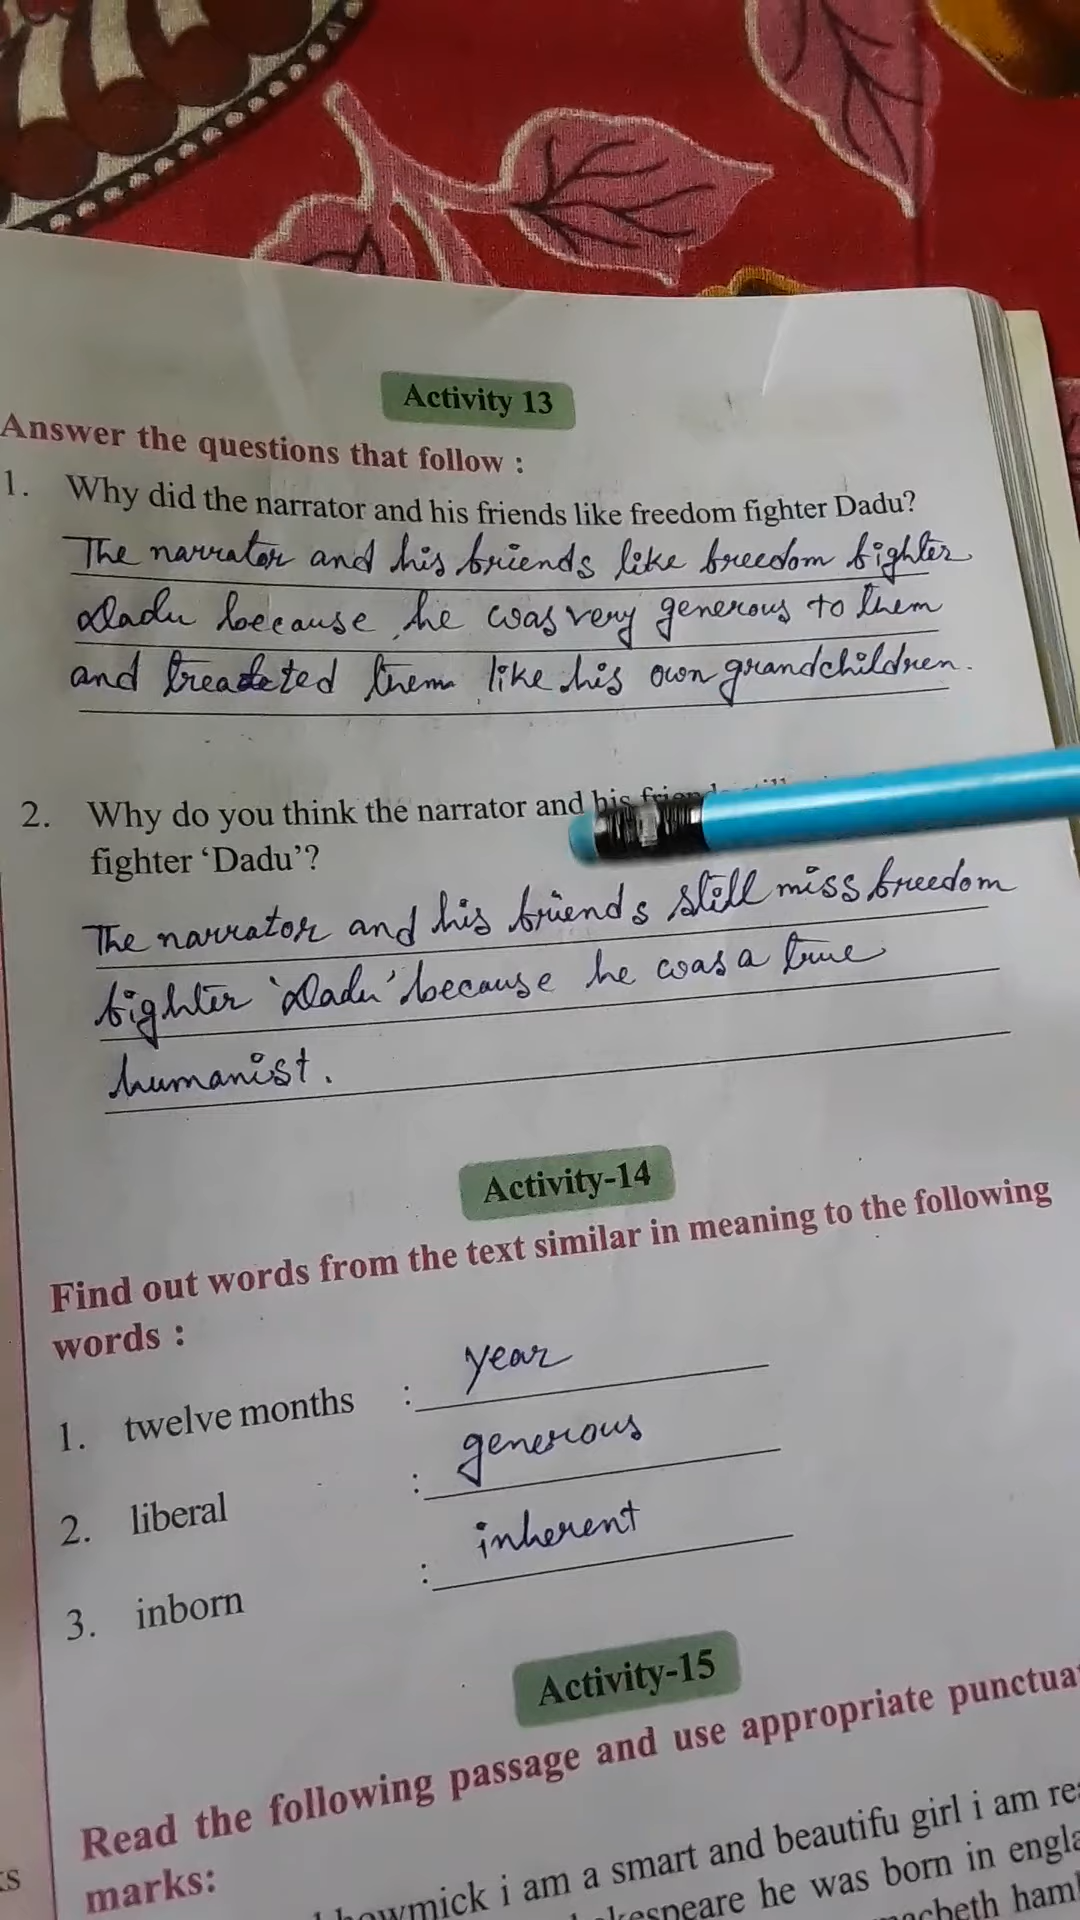 Activity 13
Answer the questions that follow :
1. Why did the narrator and his friends like freedom fighter Dadu?
The narrator and his friends like freedom fighter
Dadu because he was very generous to them
and treated them like his own grandchildren.
2. Why do you think the narrator and his
fighter ‘Dadu’?
The narrator and his friends still miss freedom
fighter ‘Dadu’ because he was a true
humanist.
Activity-14
Find out words from the text similar in meaning to the following
words :
1. twelve months : year
2. liberal : generous
3. inborn : inherent
Activity-15
Read the following passage and use appropriate
marks:
i am a smart and beautifu girl i am
he was born in